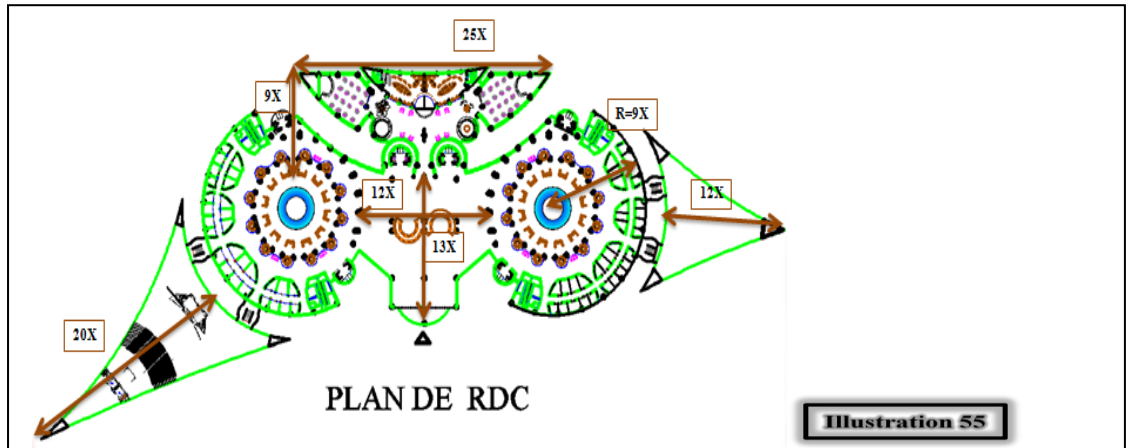 25X
9X
R=9X
12X
12X
13X
20X
PLAN DE RDC
Illustration 55